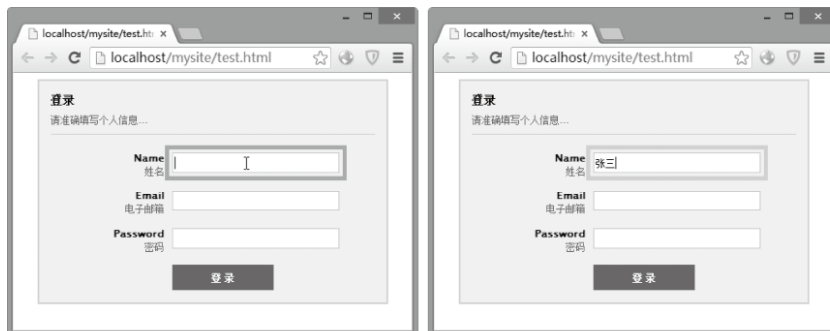 localhost/mysite/test.ht
localhost/mysite/test.html
登录
请准确填写个人信息...
Name
姓名
Email
电子邮箱
Password
密码
登录
localhost/mysite/test.ht
localhost/mysite/test.html
登录
请准确填写个人信息...
Name
姓名
张三
Email
电子邮箱
Password
密码
登录